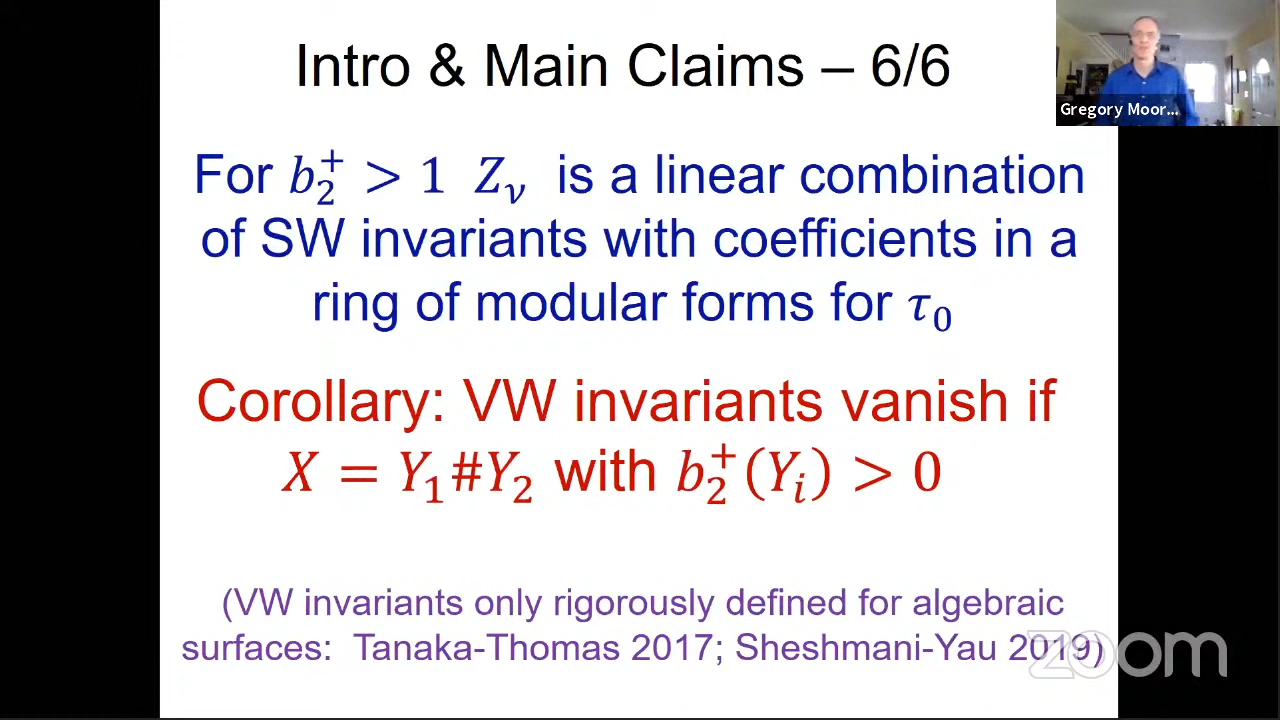 Intro & Main Claims – 6/6
Gregory Moor...
For b₂⁺ > 1 Z_ν is a linear combination
of SW invariants with coefficients in a
ring of modular forms for τ₀
Corollary: VW invariants vanish if
X = Y₁#Y₂ with b₂⁺(Yᵢ) > 0
(VW invariants only rigorously defined for algebraic
surfaces: Tanaka-Thomas 2017; Sheshmani-Yau 2019)
zoom